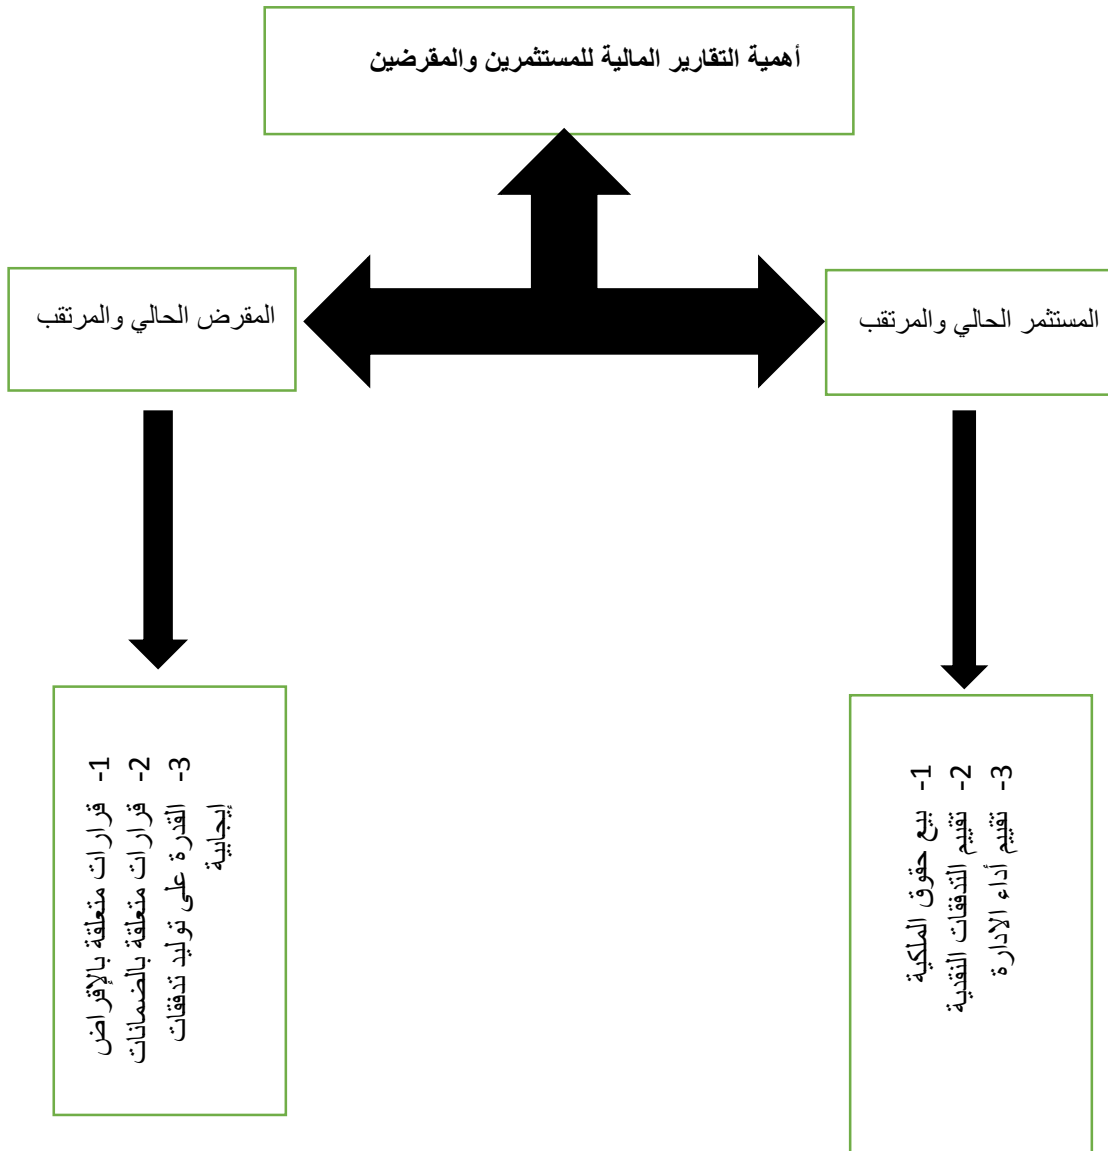 أهمية التقارير المالية للمستثمرين والمقرضين
المستثمر الحالي والمرتقب
المقرض الحالي والمرتقب
1- بيع حقوق الملكية
2- تقييم التدفقات النقدية
3- تقييم أداء الادارة
1- قرارات متعلقة بالإقراض
2- قرارات متعلقة بالضمانات
3- القدرة على توليد تدفقات
إيجابية